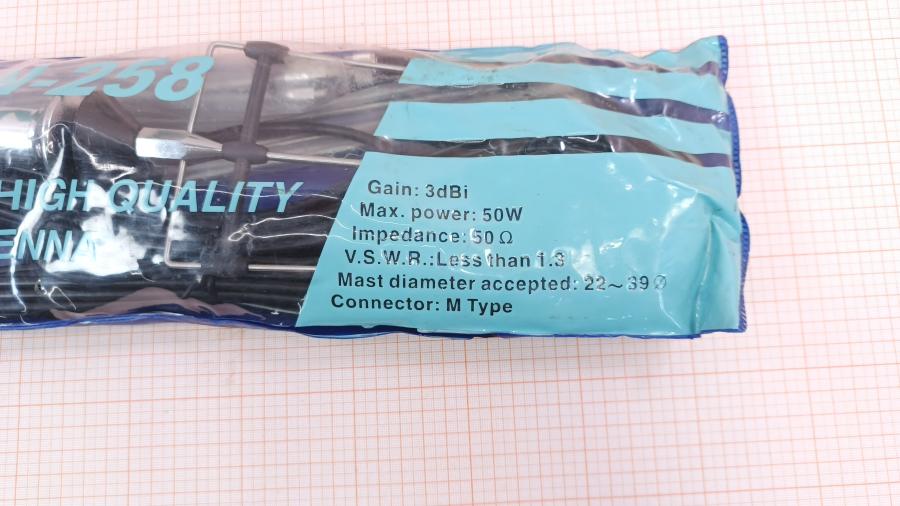 -258
HIGH QUALITY
ENNA
Gain: 3dBi
Max. power: 50W
Impedance: 50 Ω
V.S.W.R.:Less than 1.3
Mast diameter accepted: 22~39 ∅
Connector: M Type